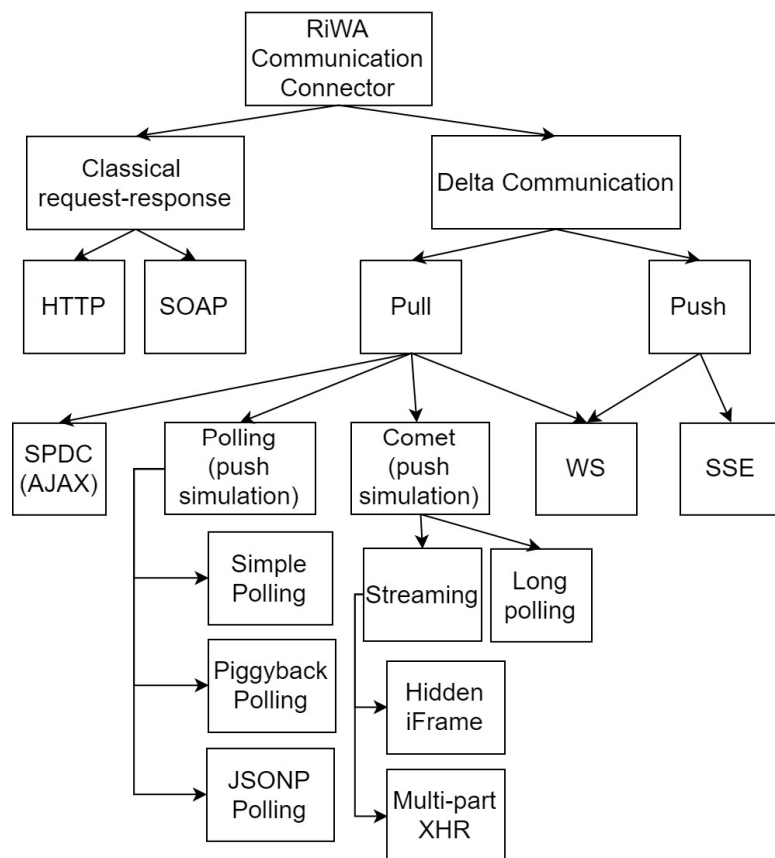 RiWA
Communication
Connector
Classical
request-response
Delta Communication
HTTP
SOAP
Pull
Push
SPDC
(AJAX)
Polling
(push
simulation)
Comet
(push
simulation)
WS
SSE
Simple
Polling
Streaming
Long
polling
Piggyback
Polling
Hidden
iFrame
JSONP
Polling
Multi-part
XHR